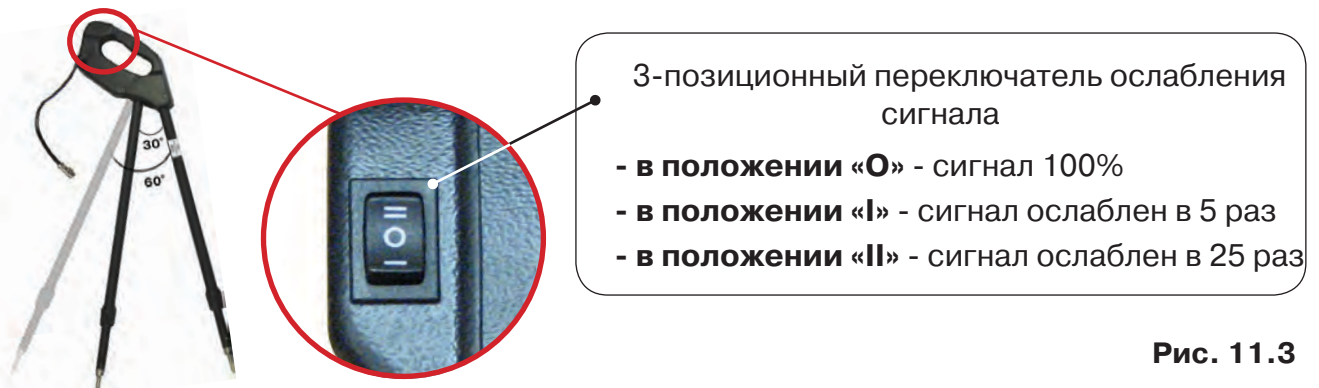 30°
60°
3-позиционный переключатель ослабления
сигнала
- в положении «О» - сигнал 100%
- в положении «I» - сигнал ослаблен в 5 раз
- в положении «II» - сигнал ослаблен в 25 раз
Рис. 11.3